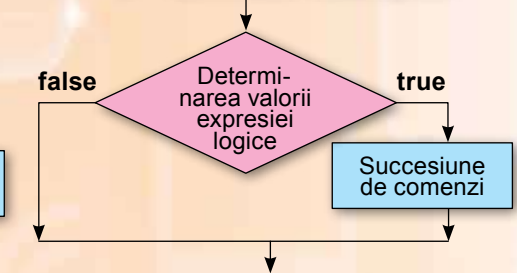 false
Determi-
narea valorii
expresiei
logice
true
Succesiune
de comenzi